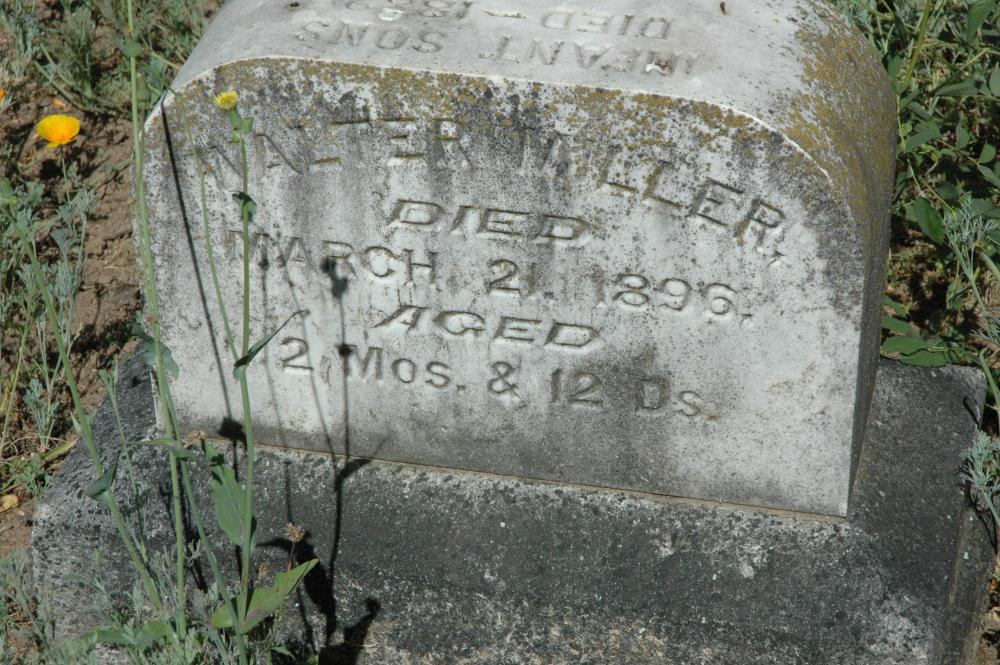 INFANT SONS
DIED
WALTER MILLER,
DIED
MARCH. 21. 1896.
AGED
2 Mos. & 12 Ds.